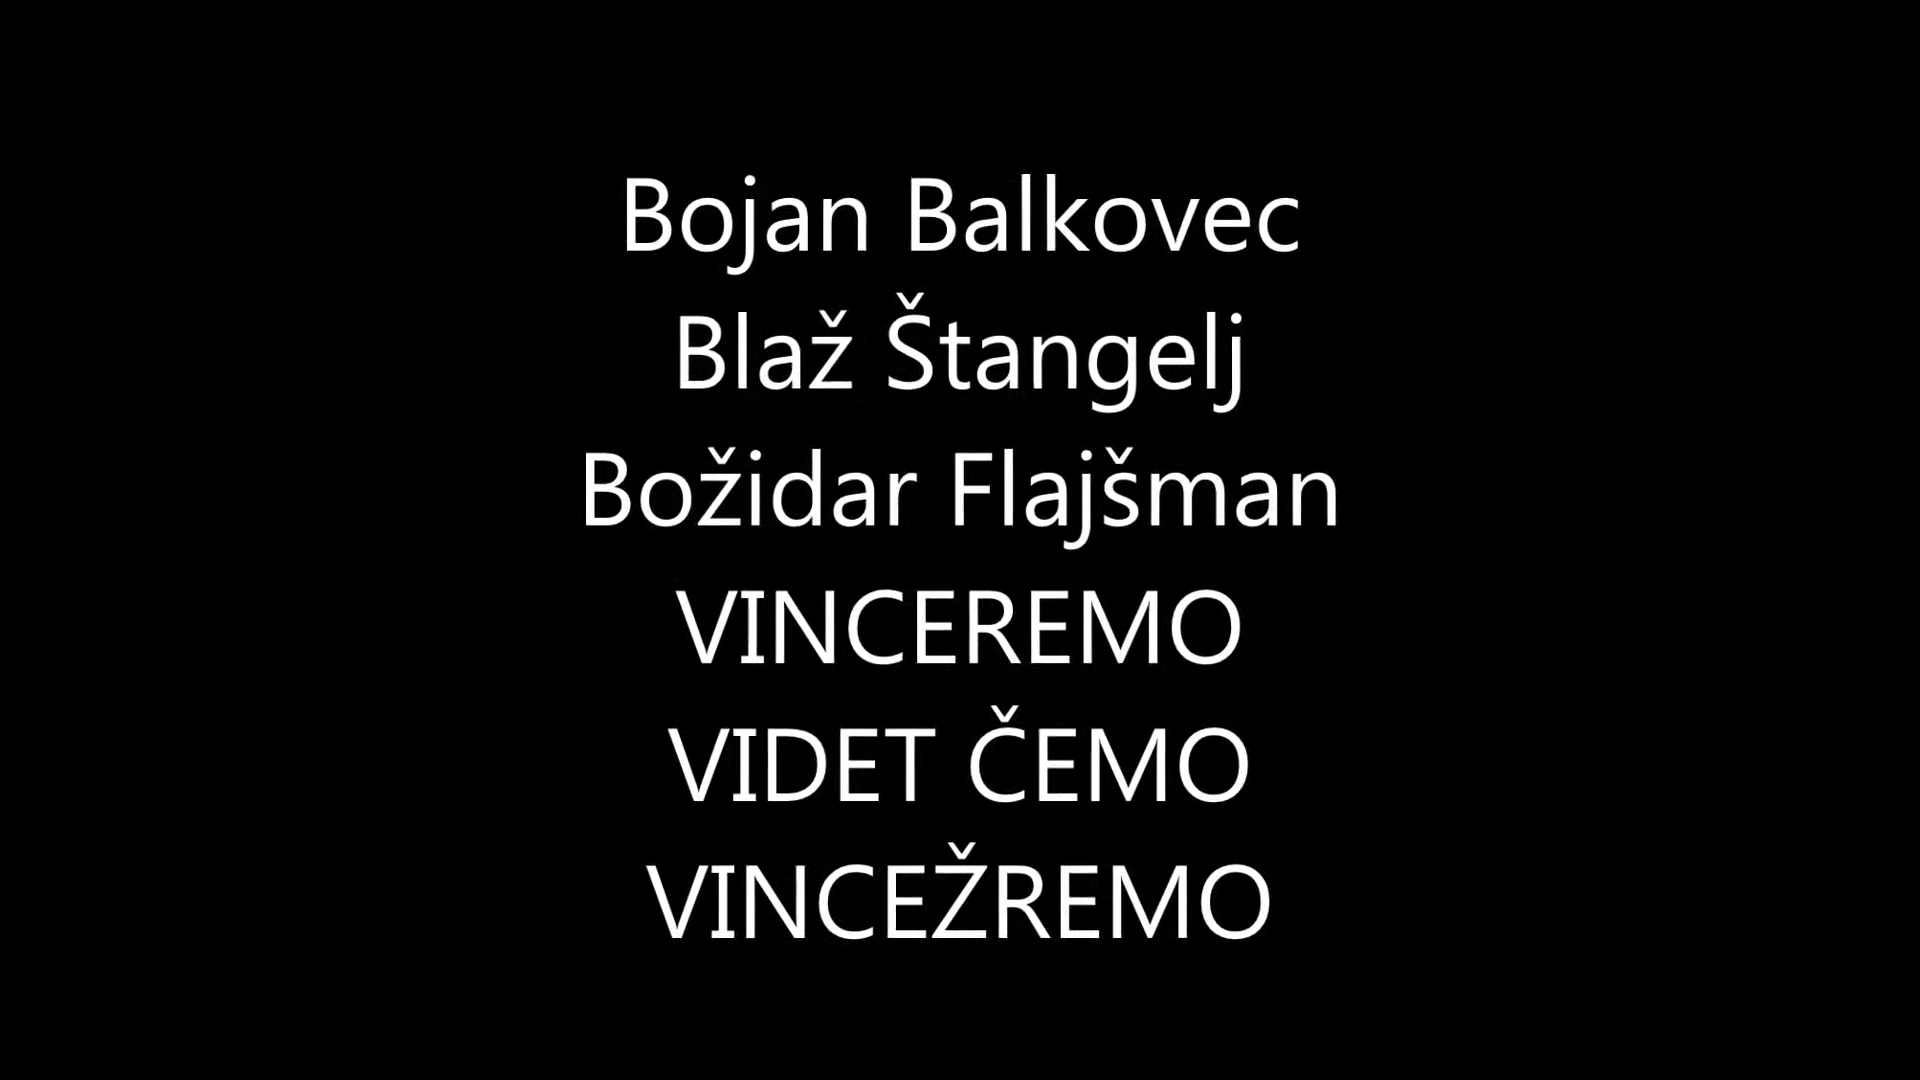 Bojan Balkovec
Blaž Štangelj
Božidar Flajšman
VINCEREMO
VIDET ČEMO
VINCEŽREMO